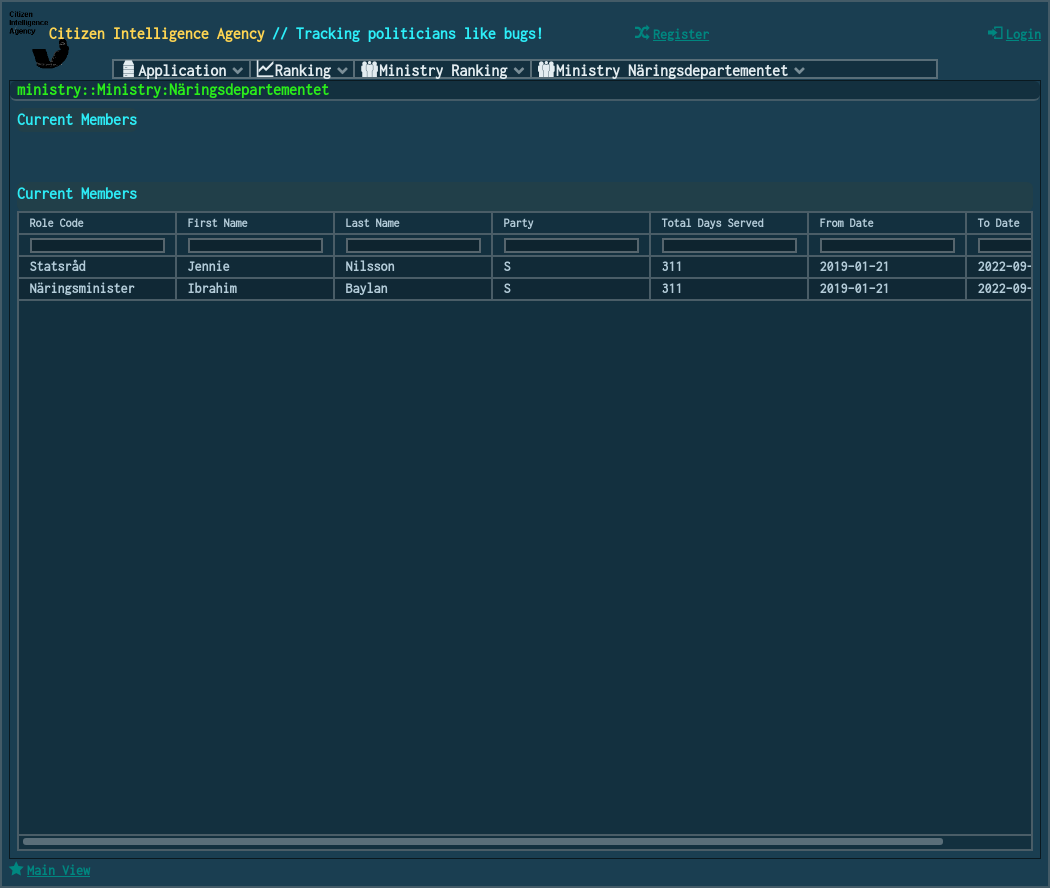 Citizen
Intelligence
Agency
Citizen Intelligence Agency // Tracking politicians like bugs!
Register
Login
Application
Ranking
Ministry Ranking
Ministry Näringsdepartementet
ministry::Ministry:Näringsdepartementet
Current Members
Current Members
Role Code First Name Last Name Party Total Days Served From Date To Date
Statsråd Jennie Nilsson S 311 2019-01-21 2022-09-
Näringsminister Ibrahim Baylan S 311 2019-01-21 2022-09-
Main View